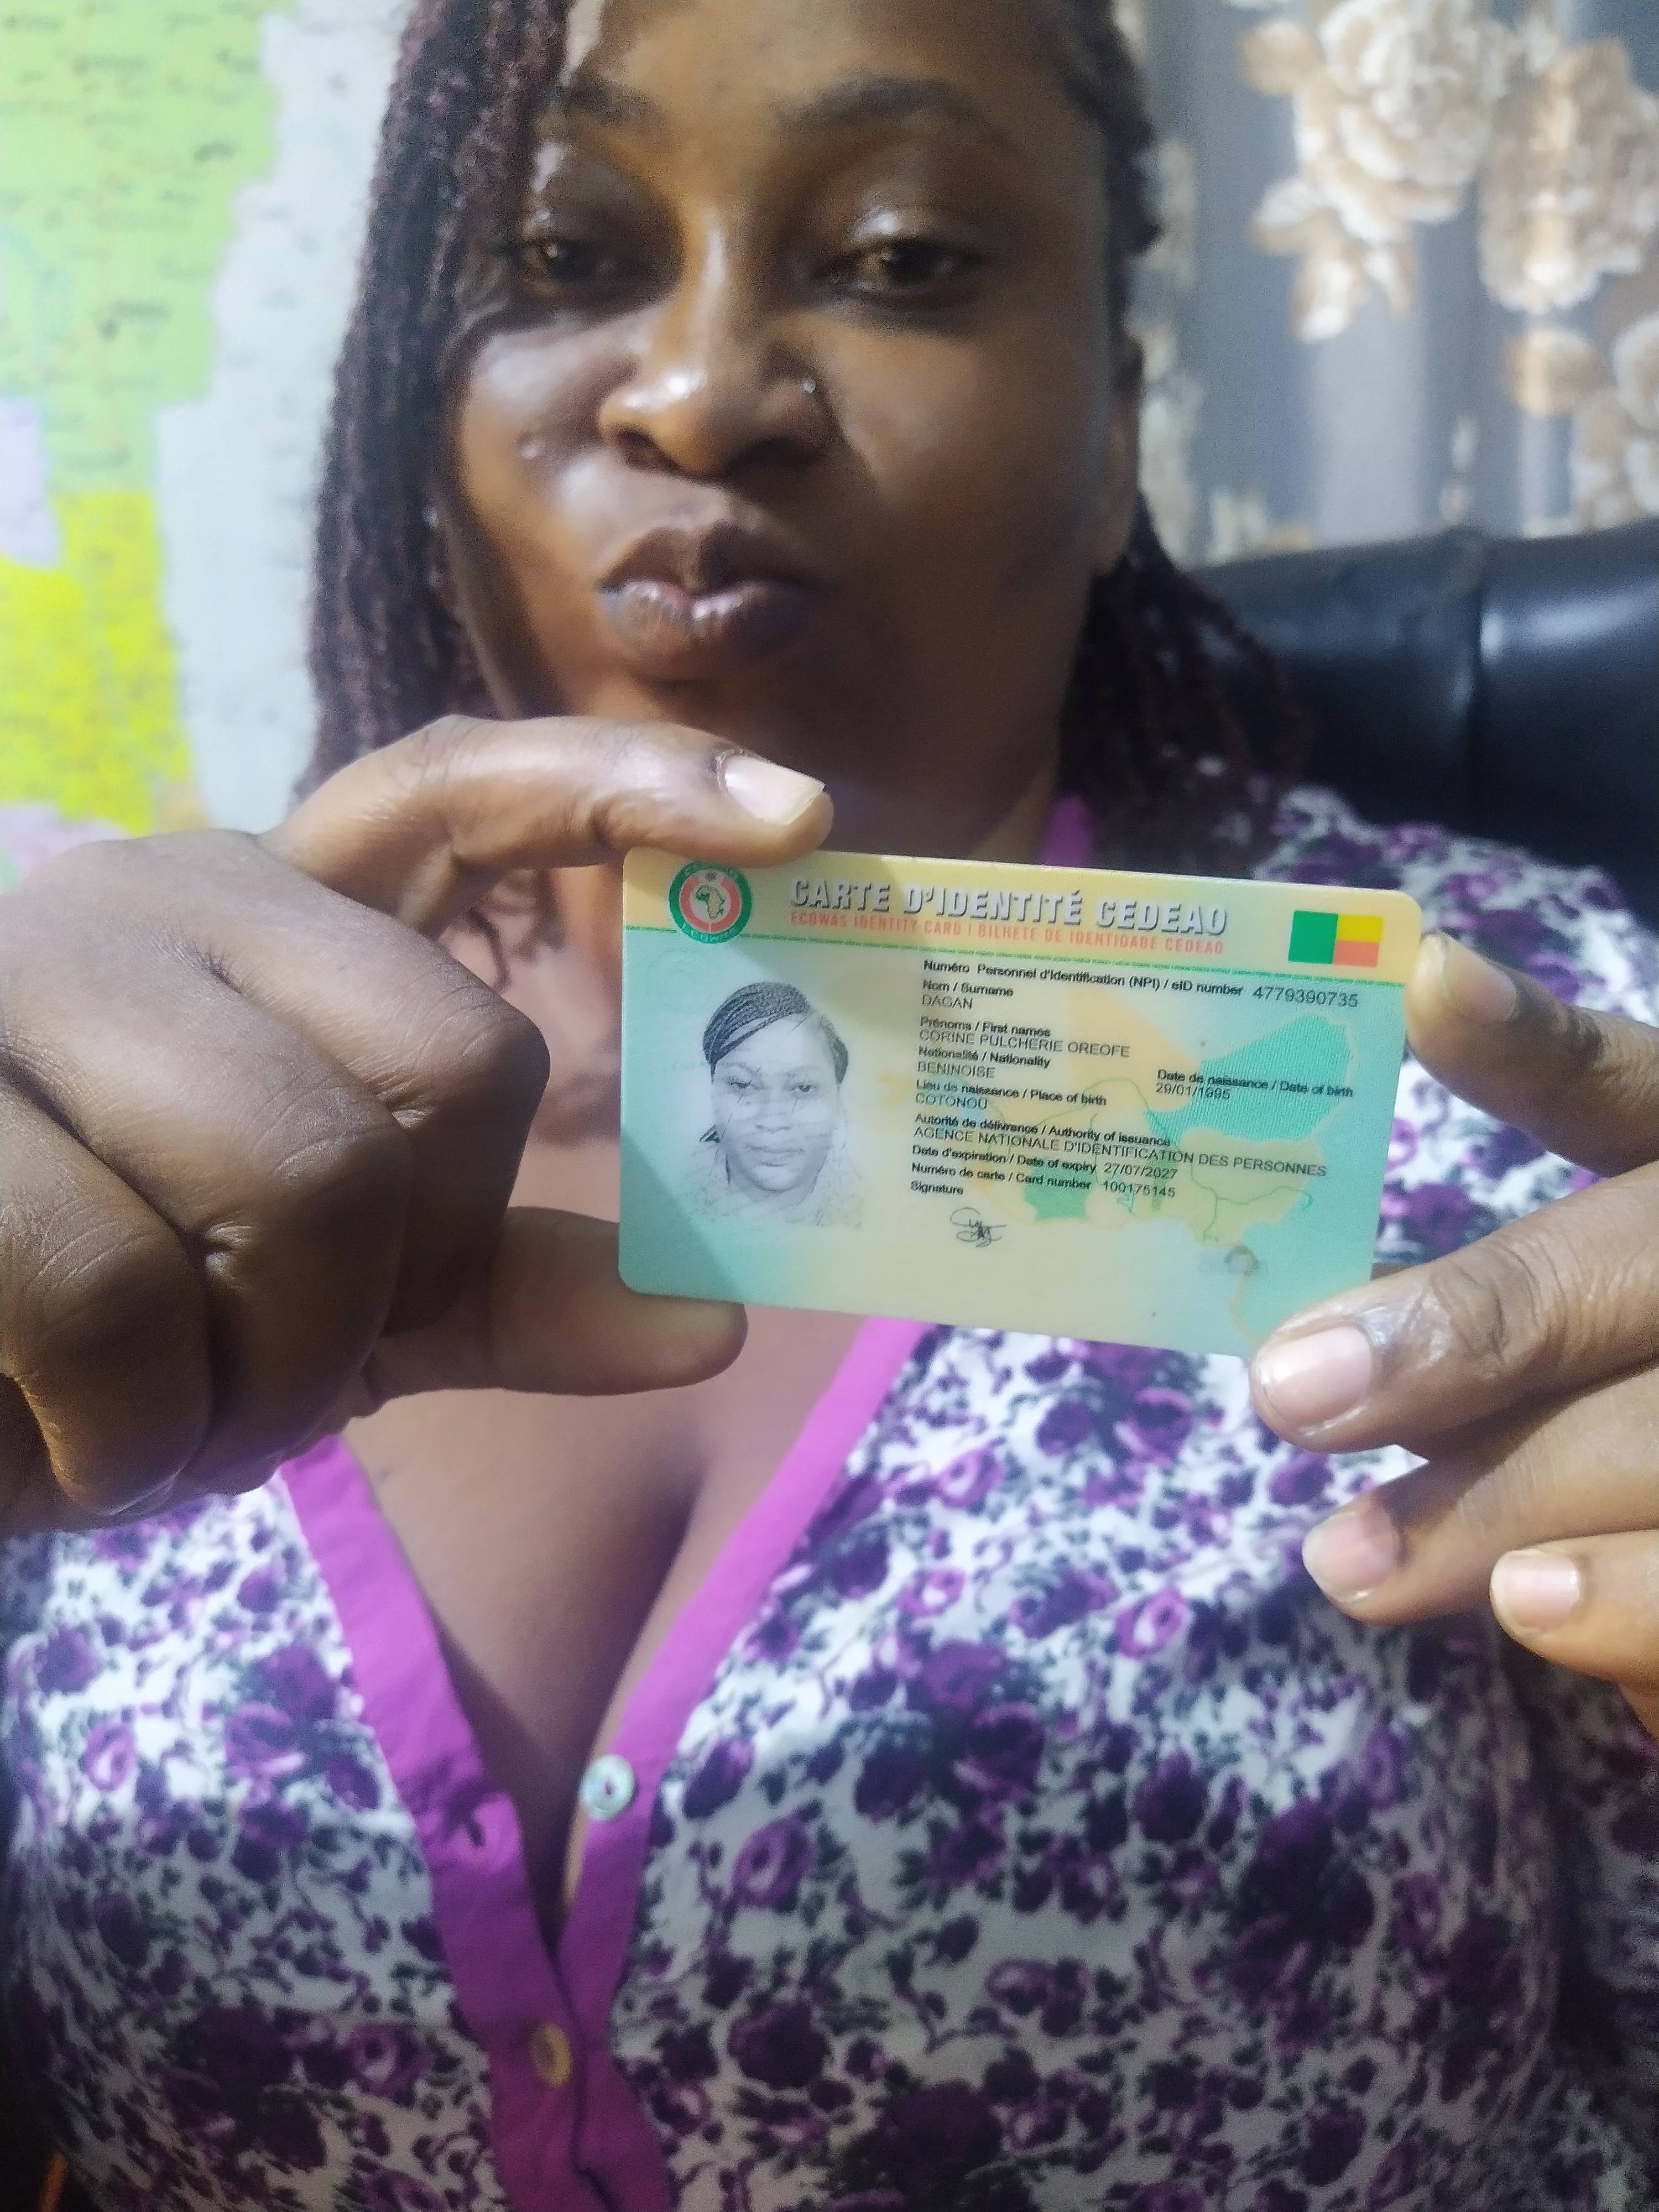 CARTE D'IDENTITÉ CEDEAO
ECOWAS IDENTITY CARD / BILHETE DE IDENTIDADE CEDEAO
Numéro Personnel d'Identification (NPI) / eID number 4779390735
Nom / Surname
DAGAN
Prénoms / First names
CORINE PULCHERIE OREOFE
Nationalité / Nationality
BENINOISE
Date de naissance / Date of birth
29/01/1995
Lieu de naissance / Place of birth
COTONOU
Autorité de délivrance / Authority of issuance
AGENCE NATIONALE D'IDENTIFICATION DES PERSONNES
Date d'expiration / Date of expiry 27/07/2027
Numéro de carte / Card number 100175145
Signature